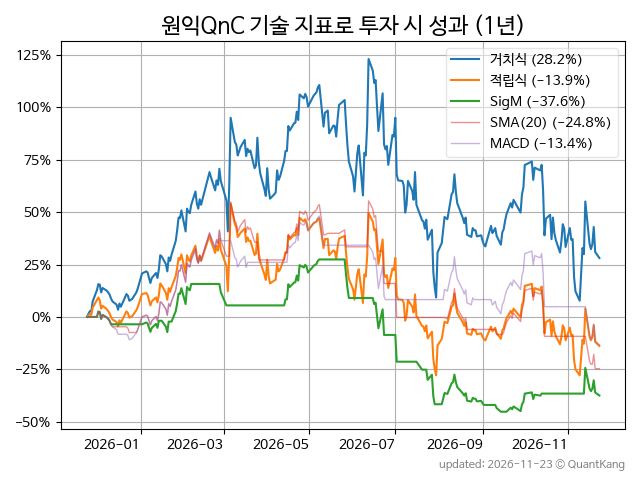 원익QnC 기술 지표로 투자 시 성과 (1년)
125%
100%
75%
50%
25%
0%
−25%
−50%
거치식 (28.2%)
적립식 (−13.9%)
SigM (−37.6%)
SMA(20) (−24.8%)
MACD (−13.4%)
2026-01 2026-03 2026-05 2026-07 2026-09 2026-11
updated: 2026-11-23 ⓒ QuantKang